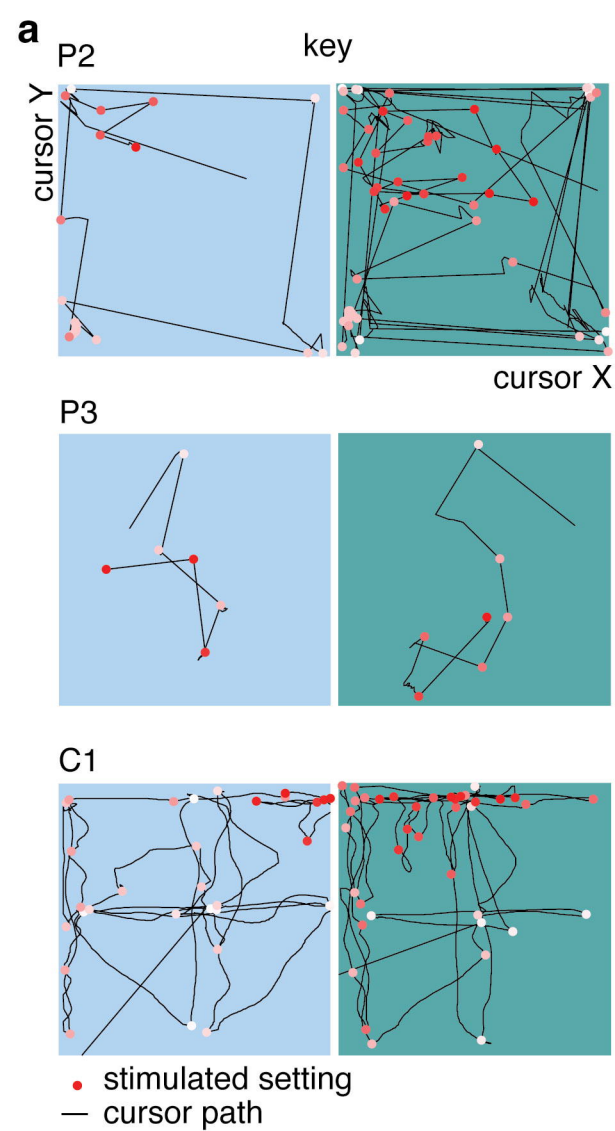 a
P2
key
cursor Y
cursor X
P3
C1
stimulated setting
cursor path